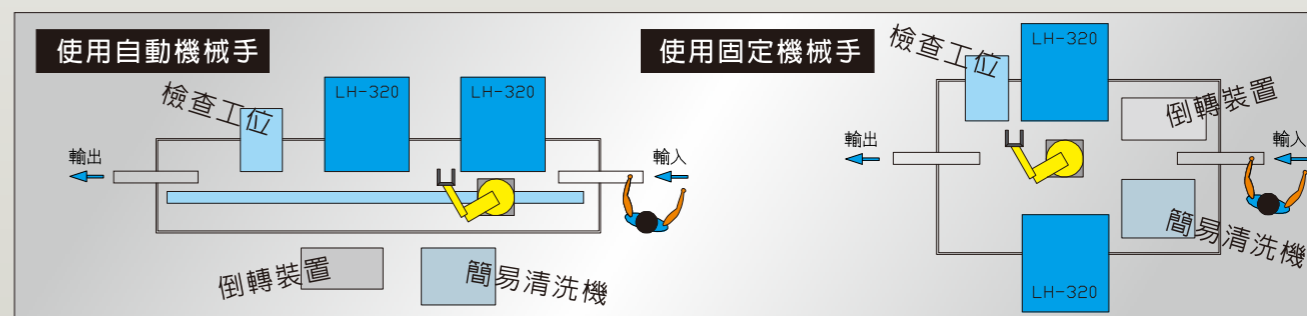 使用自動機械手
檢查工位
LH-320
LH-320
輸出
輸入
倒轉裝置
簡易清洗機
使用固定機械手
檢查工位
LH-320
倒轉裝置
輸出
輸入
簡易清洗機
LH-320